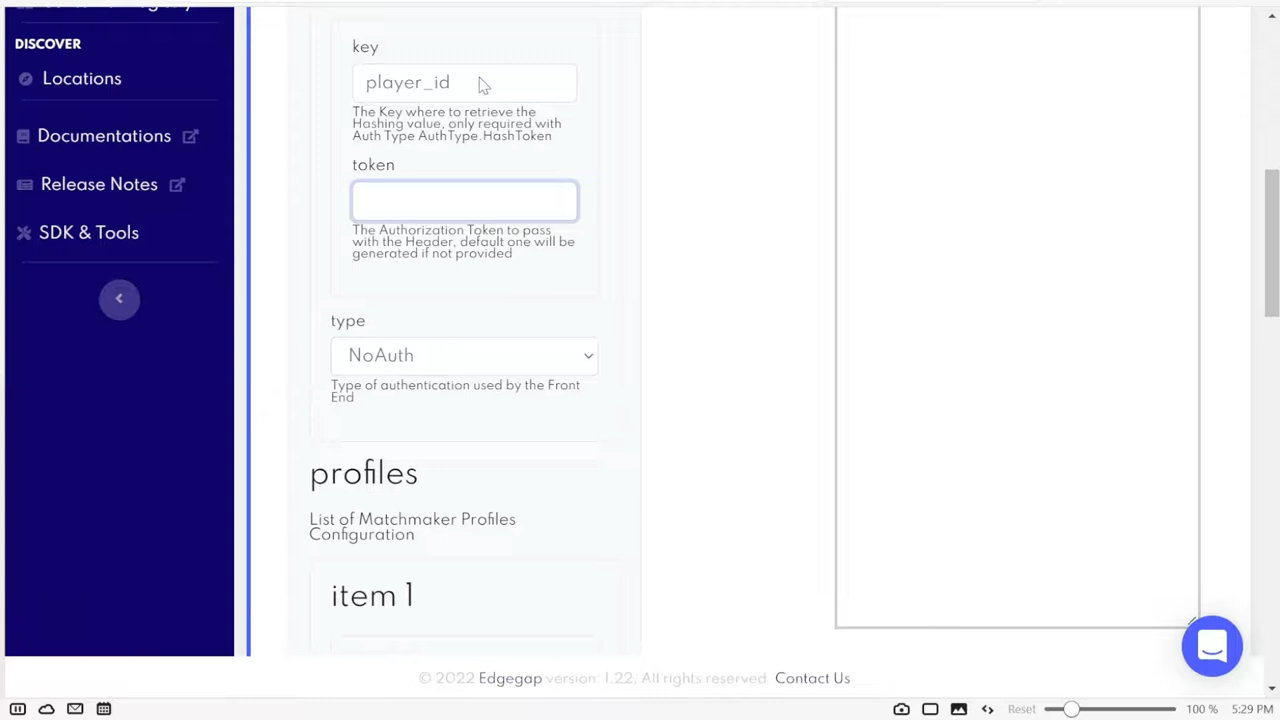 DISCOVER
Locations
Documentations
Release Notes
SDK & Tools
key
player_id
The Key where to retrieve the
Hashing value, only required with
Auth Type AuthType.HashToken
token
The Authorization Token to pass
with the Header, default one will be
generated if not provided
type
NoAuth
Type of authentication used by the Front
End
profiles
List of Matchmaker Profiles
Configuration
item 1
© 2022 Edgegap version: 1.22, All rights reserved Contact Us
Reset
100 %
5:29 PM